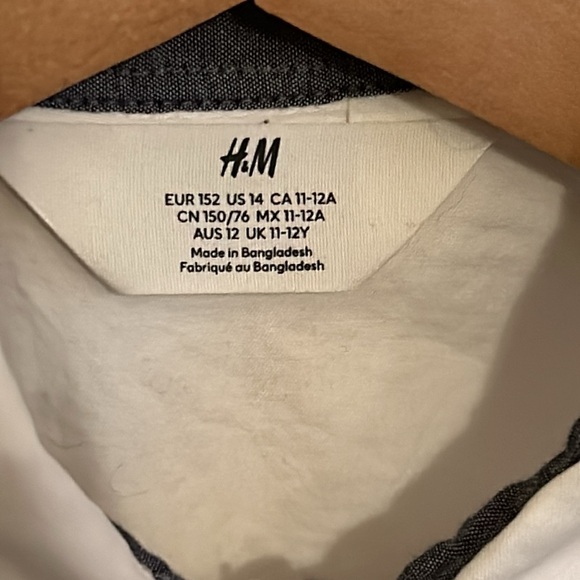 H&M
EUR 152 US 14 CA 11-12A
CN 150/76 MX 11-12A
AUS 12 UK 11-12Y
Made in Bangladesh
Fabriqué au Bangladesh